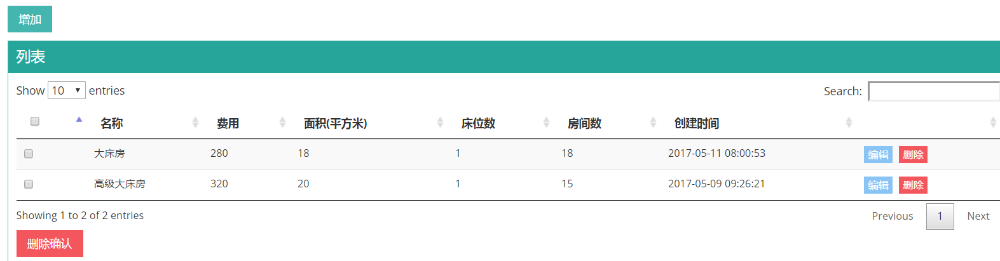 增加
列表
Show 10 entries Search:
名称 费用 面积(平方米) 床位数 房间数 创建时间
大床房 280 18 1 18 2017-05-11 08:00:53 编辑 删除
高级大床房 320 20 1 15 2017-05-09 09:26:21 编辑 删除
Showing 1 to 2 of 2 entries Previous 1 Next
删除确认